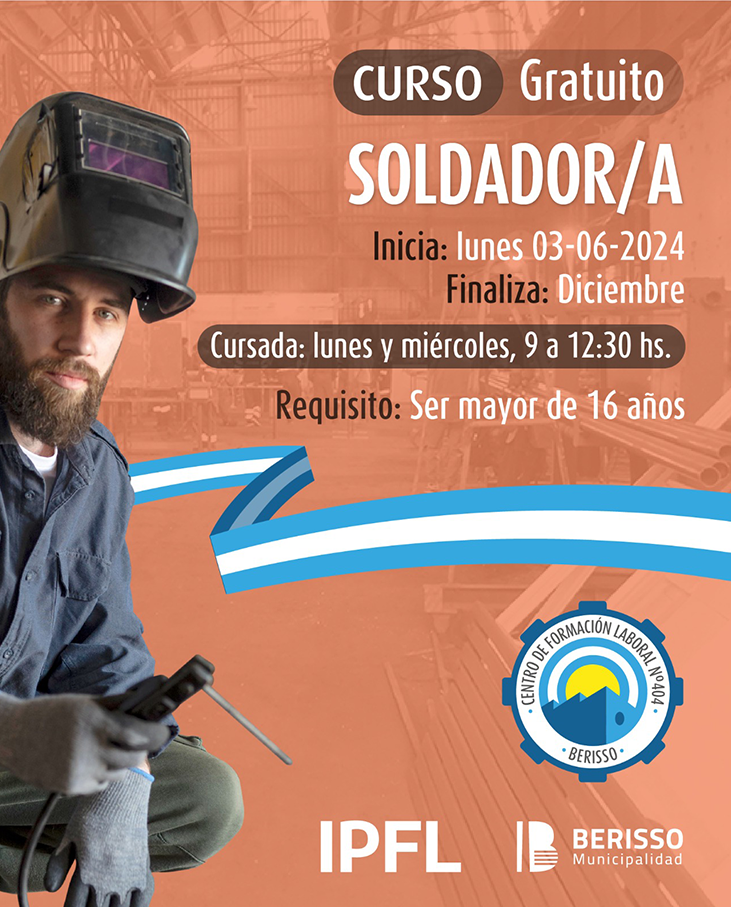 CURSO Gratuito
SOLDADOR/A
Inicia: lunes 03-06-2024
Finaliza: Diciembre
Cursada: lunes y miércoles, 9 a 12:30 hs.
Requisito: Ser mayor de 16 años
CENTRO DE FORMACIÓN LABORAL Nº404
· BERISSO ·
IPFL
B BERISSO
Municipalidad